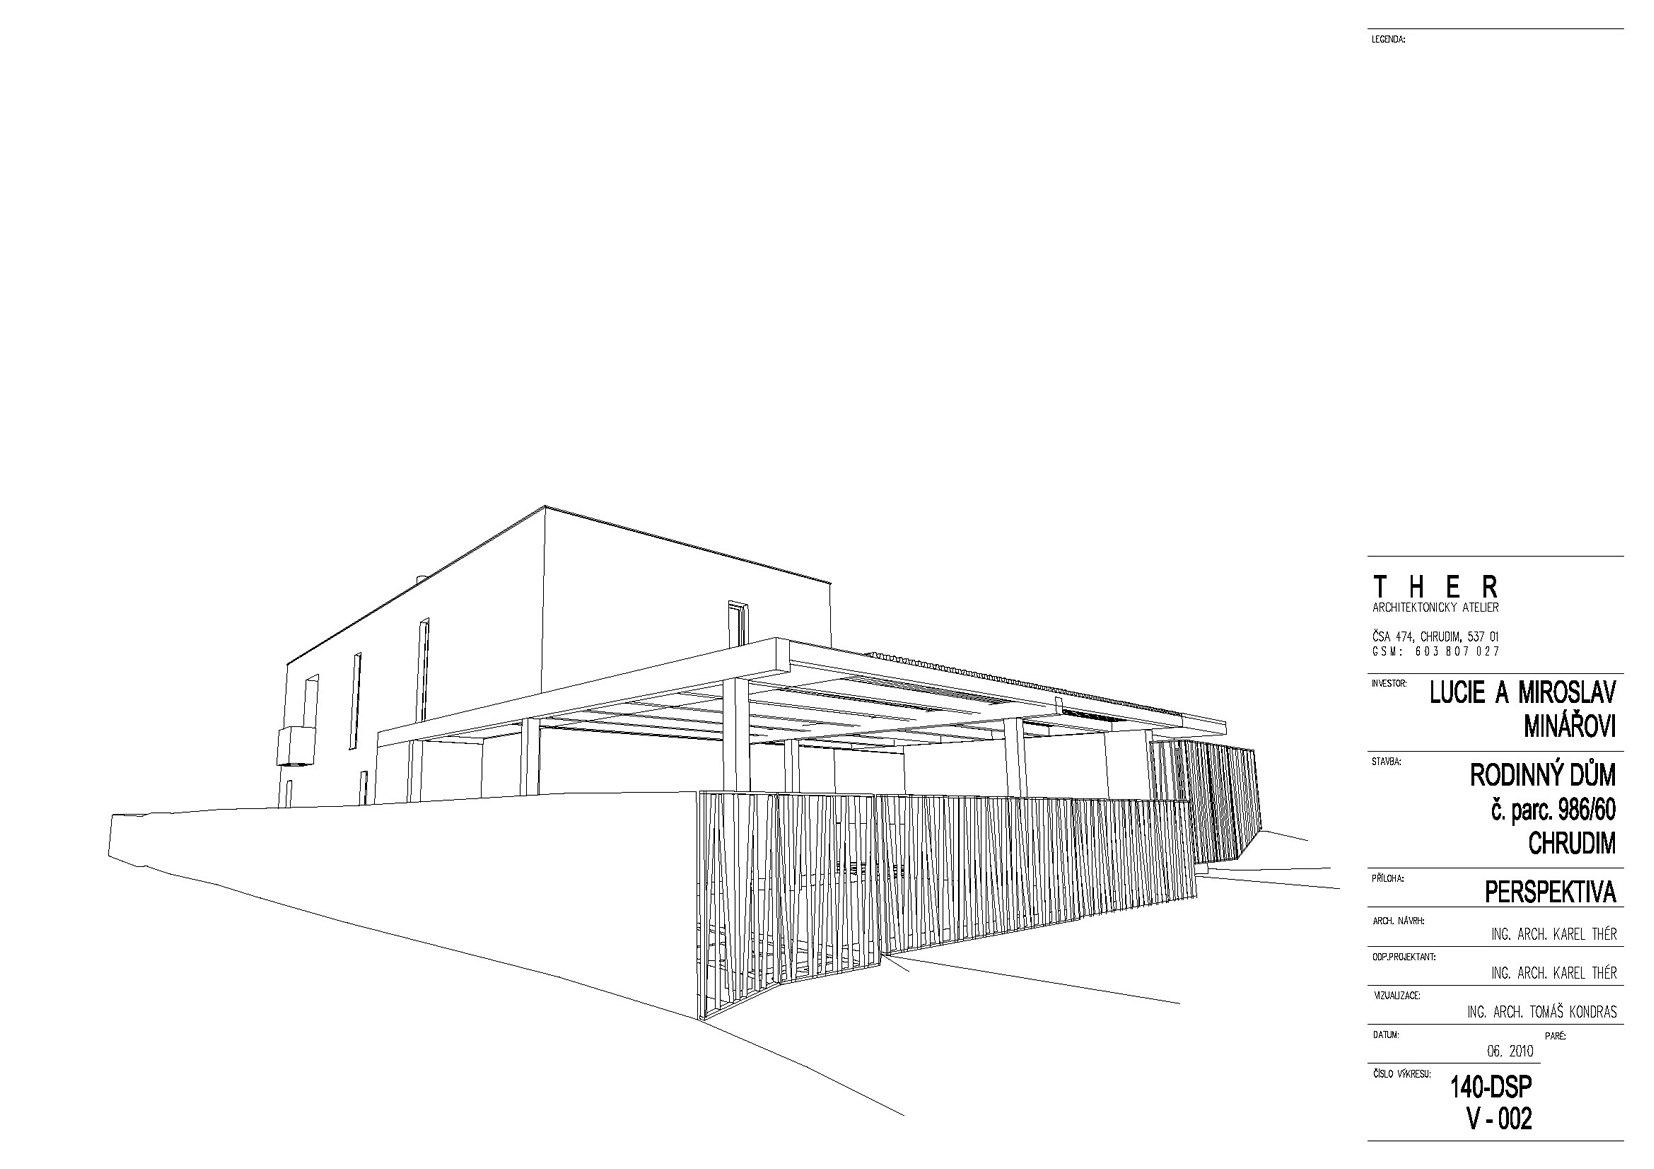 LEGENDA:
T H E R
ARCHITEKTONICKÝ ATELIER
ČSA 474, CHRUDIM, 537 01
GSM: 603 807 027
INVESTOR:
LUCIE A MIROSLAV
MINÁŘOVI
STAVBA:
RODINNÝ DŮM
č. parc. 986/60
CHRUDIM
PŘÍLOHA:
PERSPEKTIVA
ARCH. NÁVRH:
ING. ARCH. KAREL THÉR
ODP.PROJEKTANT:
ING. ARCH. KAREL THÉR
VIZUALIZACE:
ING. ARCH. TOMÁŠ KONDRAS
DATUM:
PARÉ:
06. 2010
ČÍSLO VÝKRESU:
140-DSP
V - 002